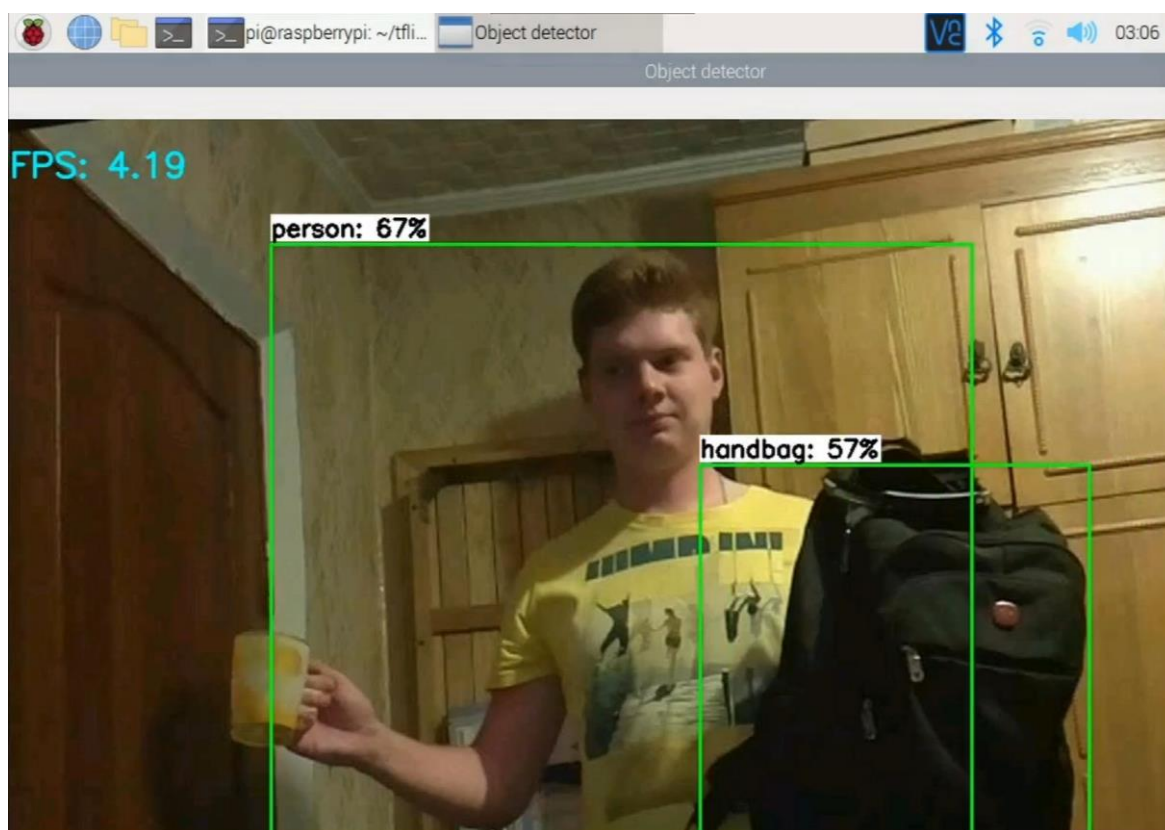 pi@raspberrypi: ~/tfli... Object detector 03:06
Object detector
FPS: 4.19
person: 67%
handbag: 57%